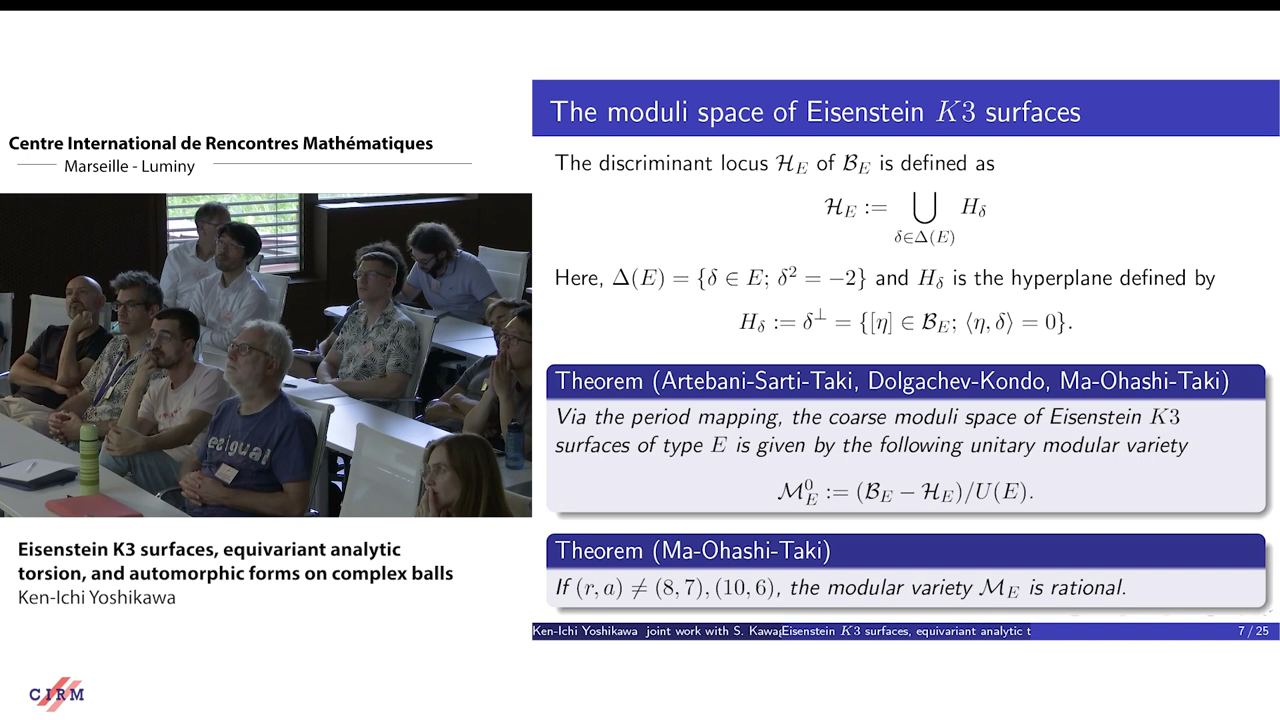 Centre International de Rencontres Mathématiques
Marseille - Luminy
esigual
Eisenstein K3 surfaces, equivariant analytic
torsion, and automorphic forms on complex balls
Ken-Ichi Yoshikawa
CIRM
The moduli space of Eisenstein K3 surfaces
The discriminant locus ℋ_E of ℬ_E is defined as
ℋ_E := ⋃_{δ∈Δ(E)} H_δ
Here, Δ(E) = {δ ∈ E; δ² = −2} and H_δ is the hyperplane defined by
H_δ := δ^⊥ = {[η] ∈ ℬ_E; ⟨η, δ⟩ = 0}.
Theorem (Artebani-Sarti-Taki, Dolgachev-Kondo, Ma-Ohashi-Taki)
Via the period mapping, the coarse moduli space of Eisenstein K3
surfaces of type E is given by the following unitary modular variety
ℳ⁰_E := (ℬ_E − ℋ_E)/U(E).
Theorem (Ma-Ohashi-Taki)
If (r, a) ≠ (8, 7), (10, 6), the modular variety ℳ_E is rational.
Ken-Ichi Yoshikawa joint work with S. Kawa Eisenstein K3 surfaces, equivariant analytic t 7 / 25